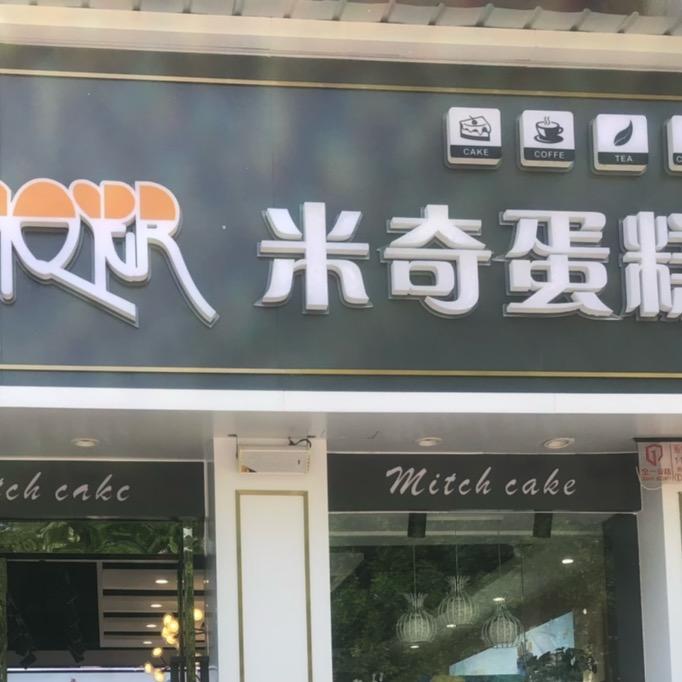 CAKE
COFFE
TEA
米奇蛋糕
tch cake
Mitch cake